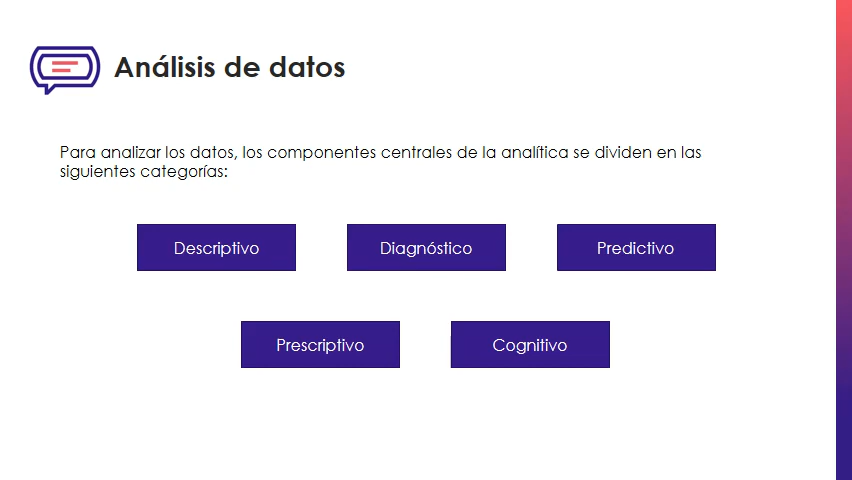 Análisis de datos
Para analizar los datos, los componentes centrales de la analítica se dividen en las
siguientes categorías:
Descriptivo
Diagnóstico
Predictivo
Prescriptivo
Cognitivo